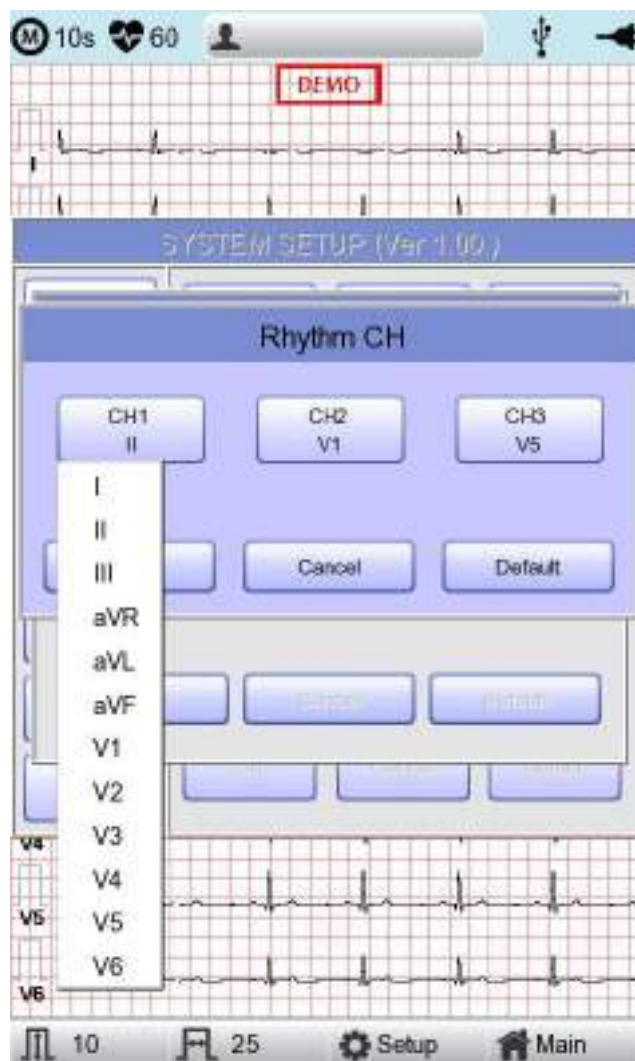 M 10s 60
DEMO
I
SYSTEM SETUP (Ver 1.00 )
Rhythm CH
CH1 CH2 CH3
II V1 V5
I
II
III
aVR
aVL
aVF
V1
V2
V3
V4
V5
V6
Cancel Default
V4
V5
V6
10 25 Setup Main